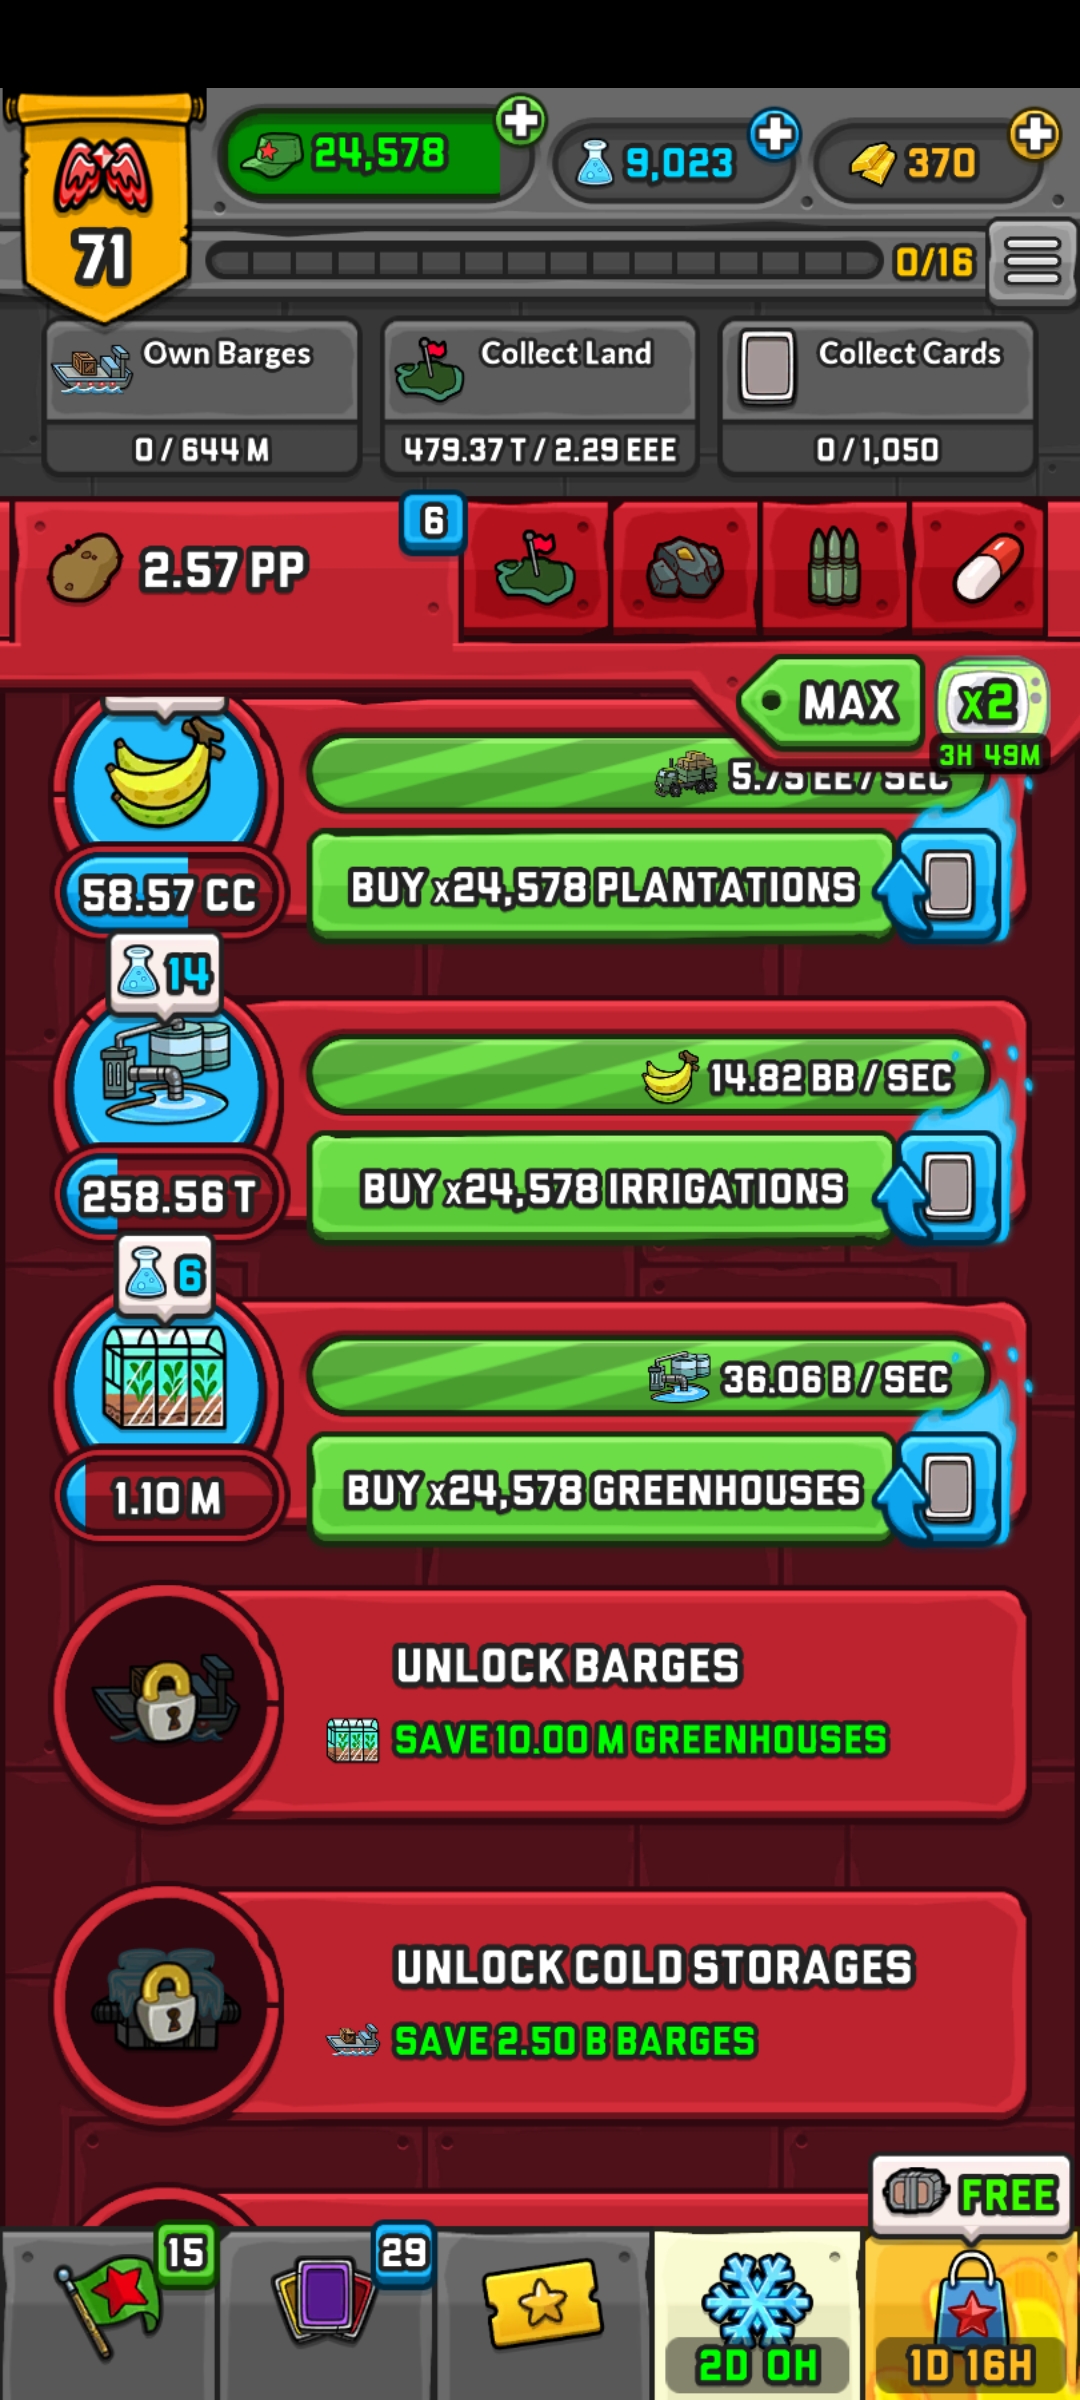 24,578
9,023
370
71
0/16
Own Barges
0 / 644 M
Collect Land
479.37 T / 2.29 EEE
Collect Cards
0 / 1,050
2.57 PP
6
MAX
x2
3H 49M
5.75 EE / SEC
58.57 CC
BUY x24,578 PLANTATIONS
14
14.82 BB / SEC
258.56 T
BUY x24,578 IRRIGATIONS
6
36.06 B / SEC
1.10 M
BUY x24,578 GREENHOUSES
UNLOCK BARGES
SAVE 10.00 M GREENHOUSES
UNLOCK COLD STORAGES
SAVE 2.50 B BARGES
FREE
15
29
2D 0H
1D 16H